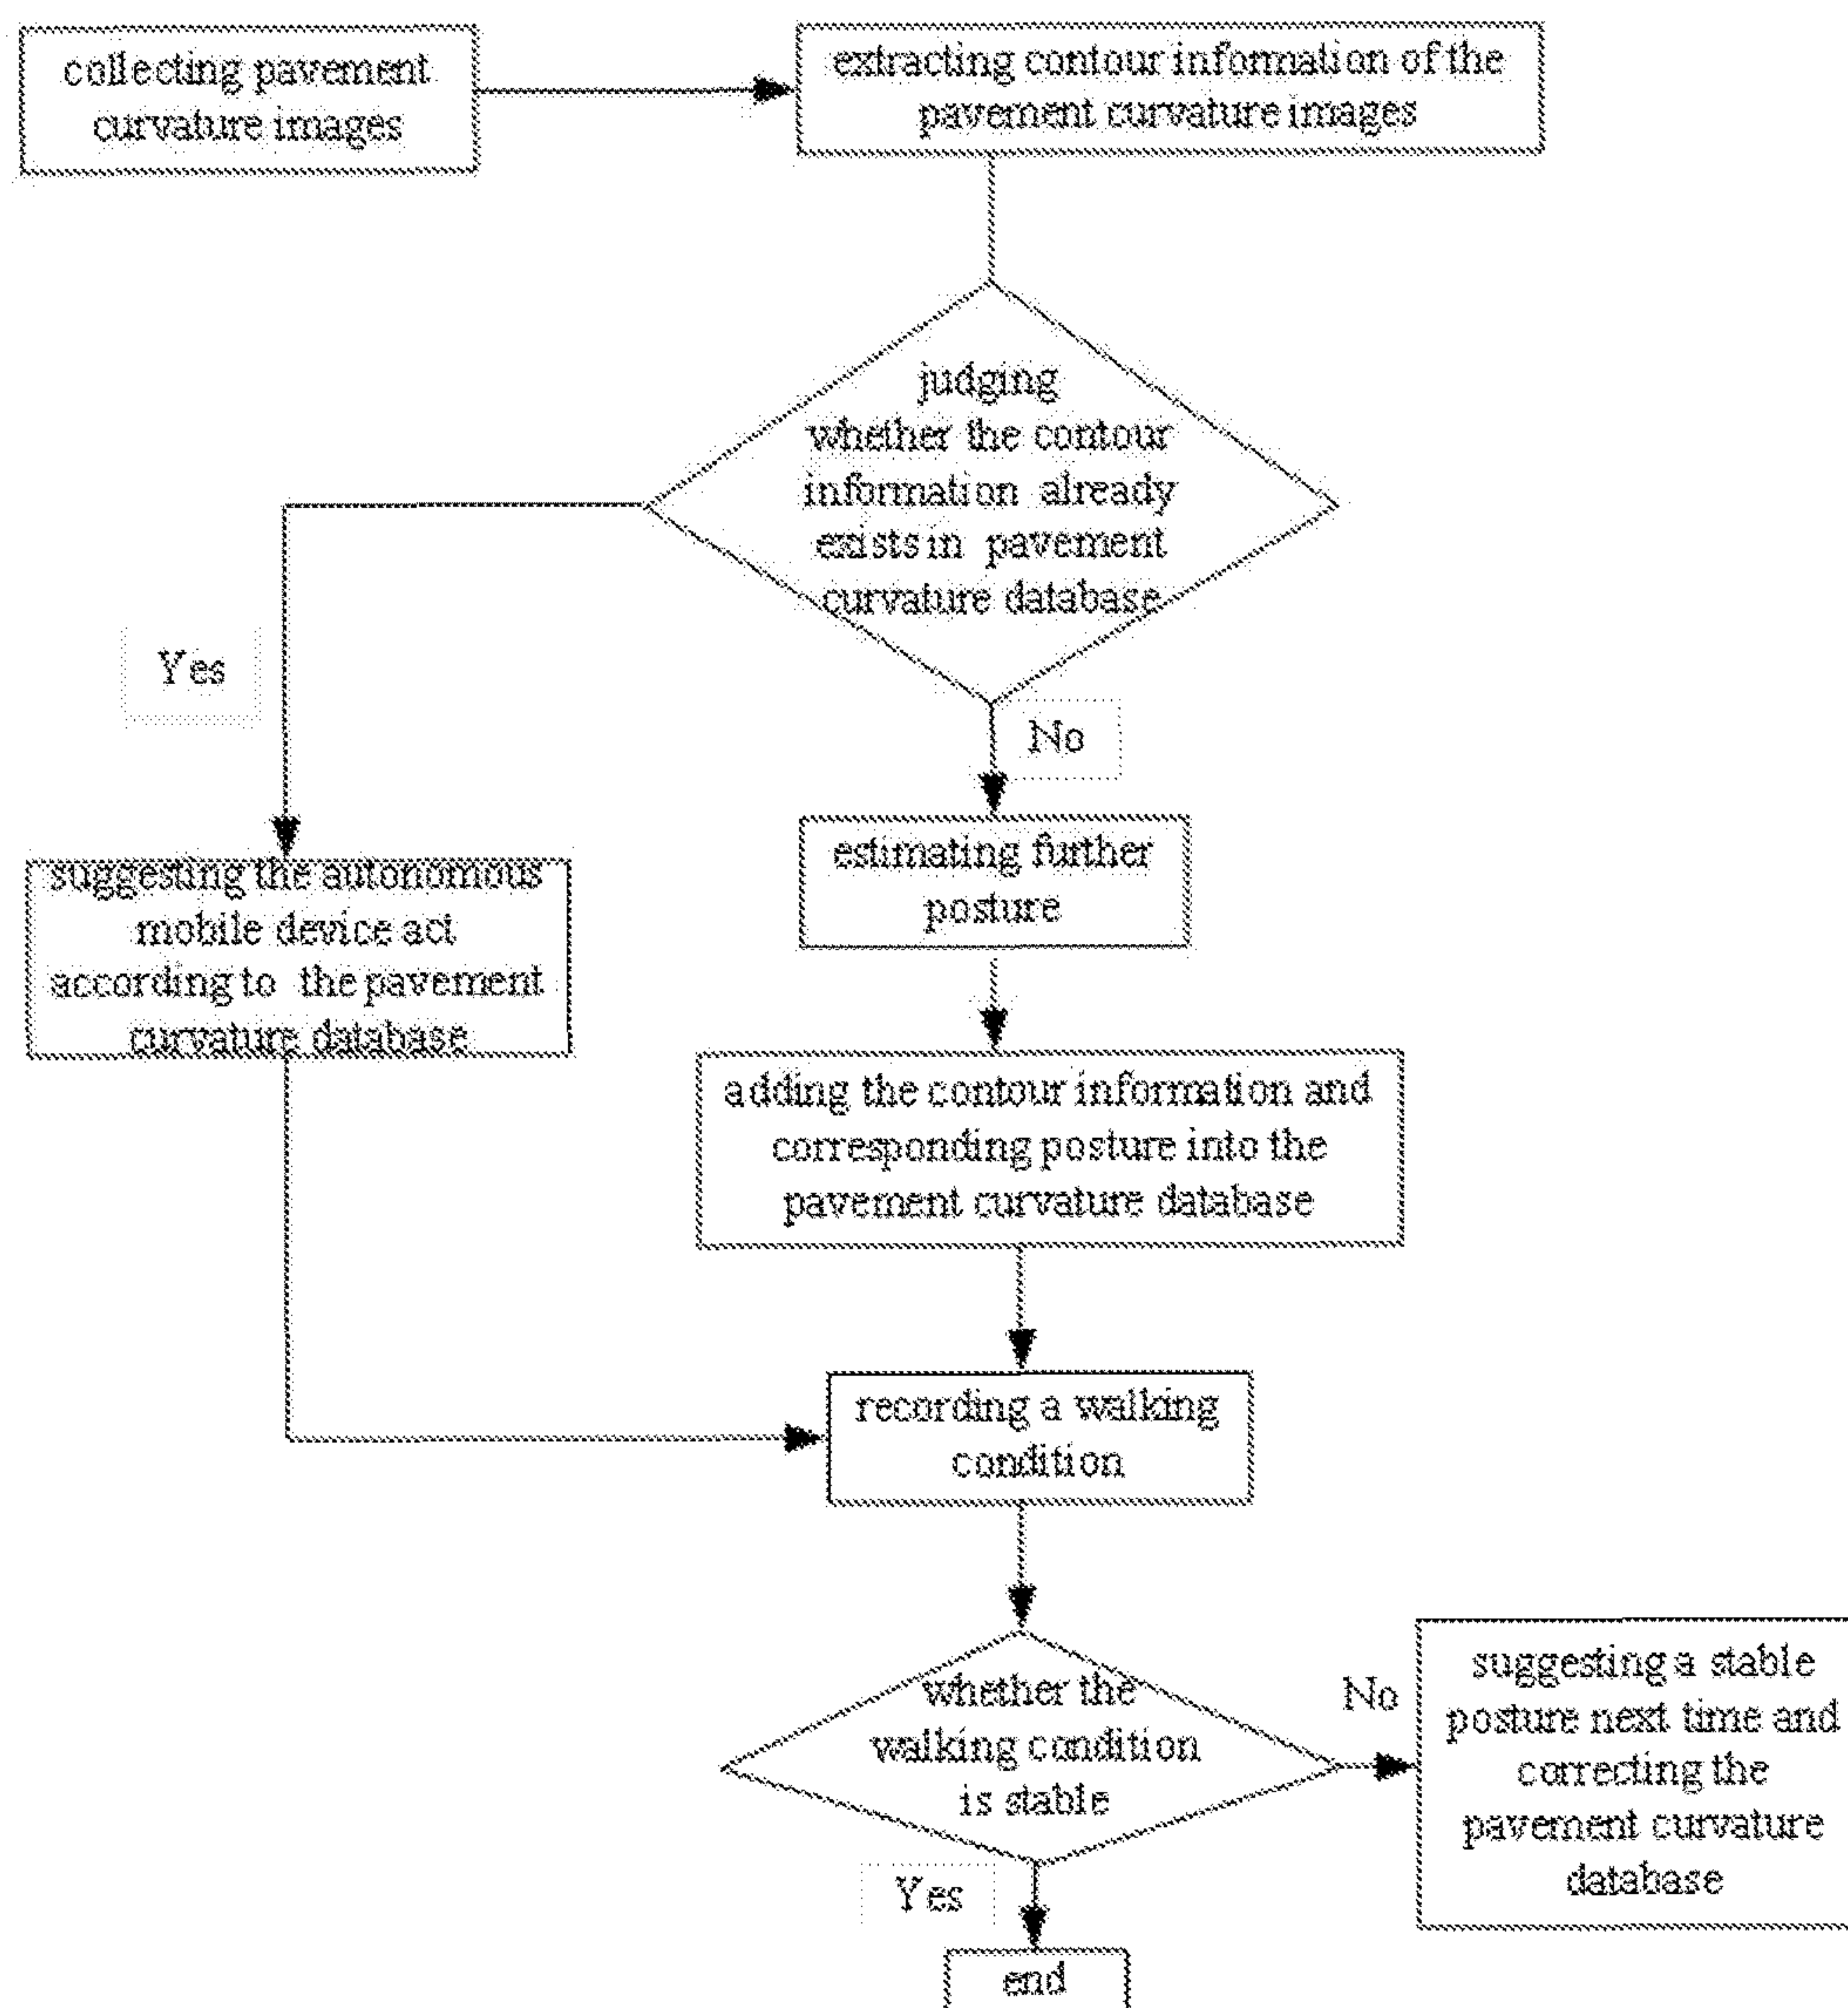 collecting pavement
curvature images
extracting contour information of the
pavement curvature images
judging
whether the contour
information already
exists in pavement
curvature database
Yes
No
suggesting the autonomous
mobile device act
according to the pavement
curvature database
estimating further
posture
adding the contour information and
corresponding posture into the
pavement curvature database
recording a walking
condition
whether the
walking condition
is stable
No
suggesting a stable
posture next time and
correcting the
pavement curvature
database
Yes
end